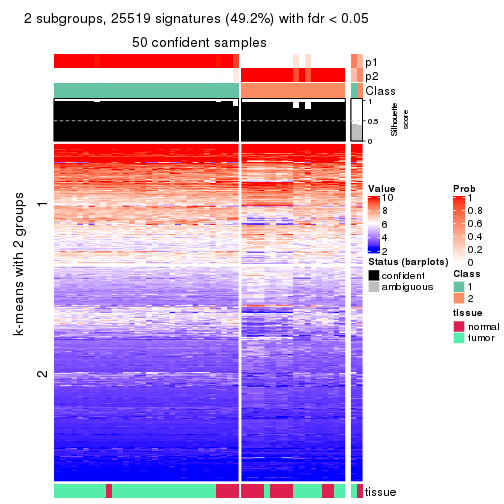 2 subgroups, 25519 signatures (49.2%) with fdr < 0.05
50 confident samples
p1
p2
Class
1
0.5
0
Silhouette
score
k-means with 2 groups
1
2
tissue
Value
10
8
6
4
2
Status (barplots)
confident
ambiguous
Prob
1
0.8
0.6
0.4
0.2
0
Class
1
2
tissue
normal
tumor